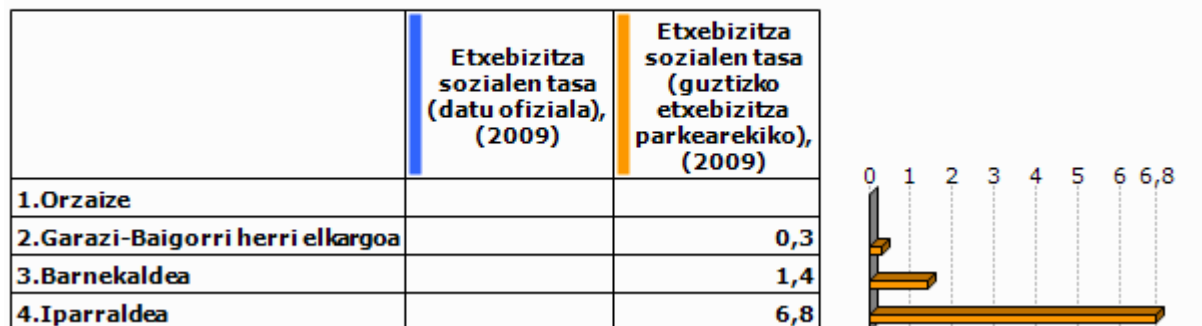 Etxebizitza
sozialen tasa
(datu ofiziala),
(2009)
Etxebizitza
sozialen tasa
(guztizko
etxebizitza
parkearekiko),
(2009)
0 1 2 3 4 5 6 6,8
1.Orzaize
2.Garazi-Baigorri herri elkargoa 0,3
3.Barnekaldea 1,4
4.Iparraldea 6,8